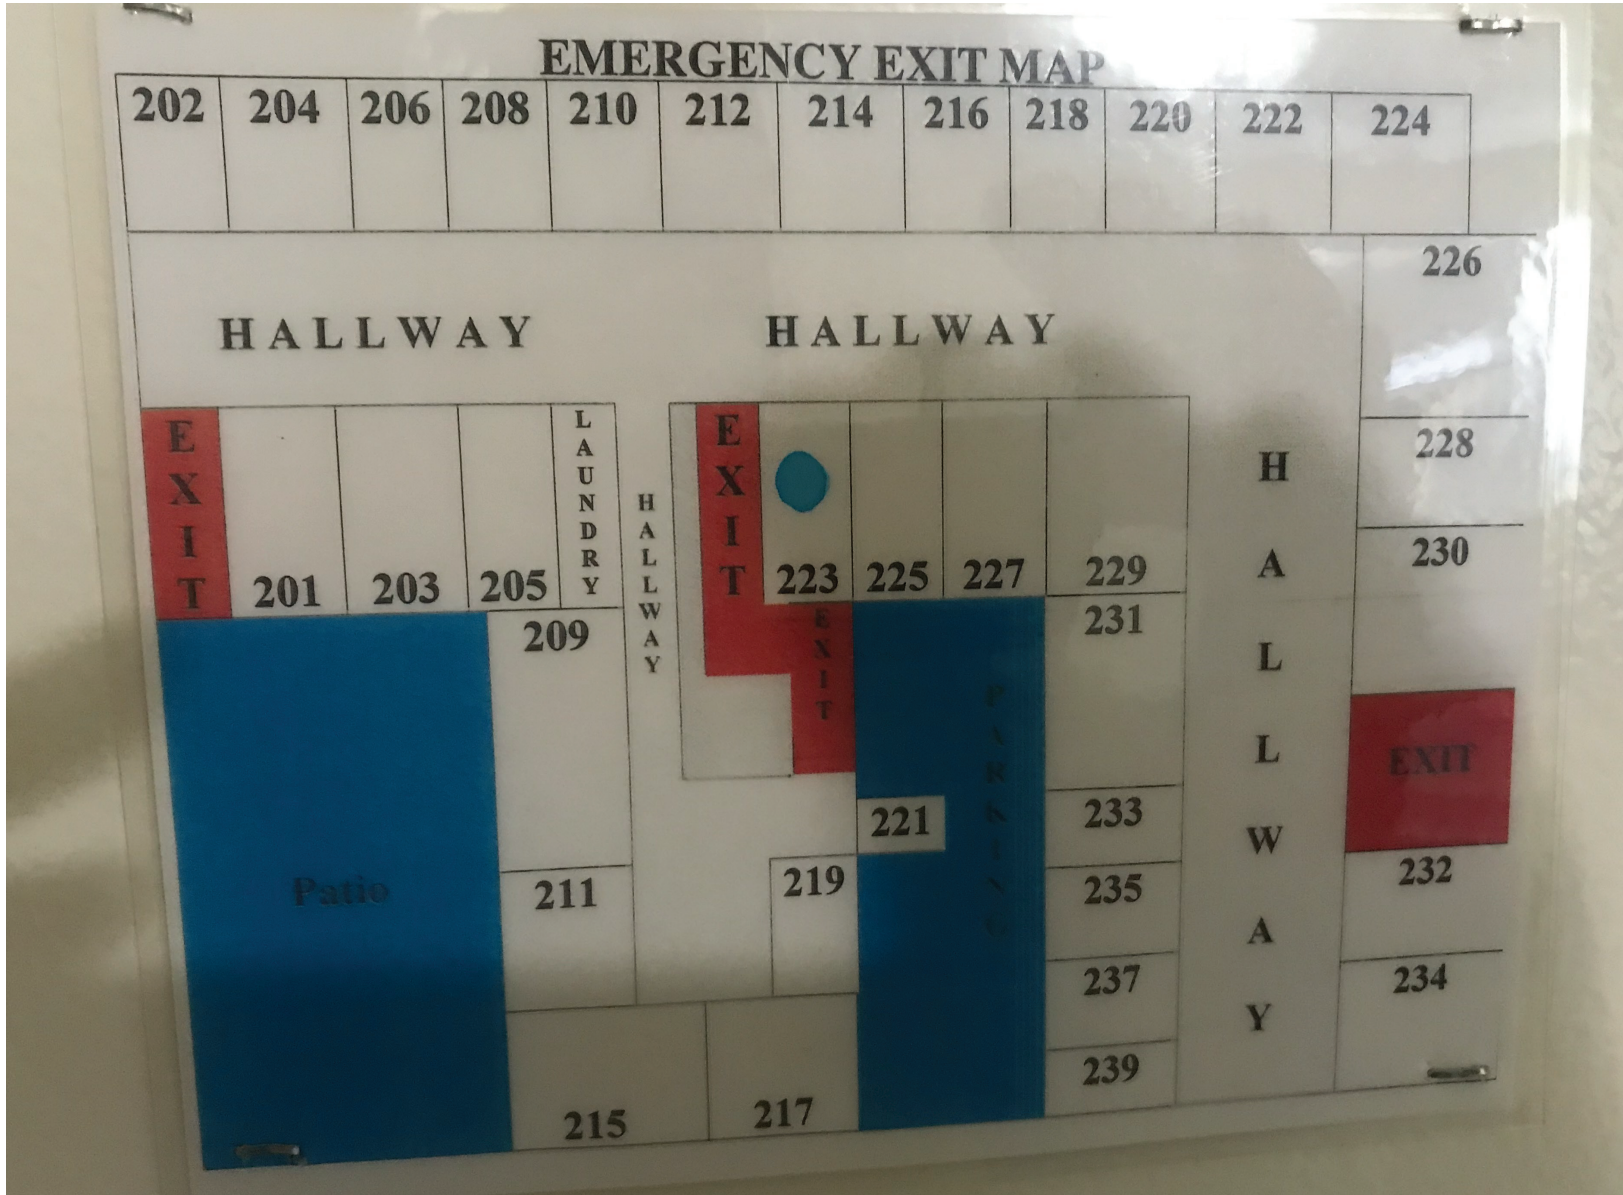 EMERGENCY EXIT MAP
202 204 206 208 210 212 214 216 218 220 222 224
226
HALLWAY HALLWAY
EXIT
201 203 205
LAUNDRY
HALLWAY
EXIT
223 225 227 229
HALLWAY
228
230
209
EXIT
231
PARKING
EXIT
221
233
Patio
211
219
235
232
237
234
239
215
217